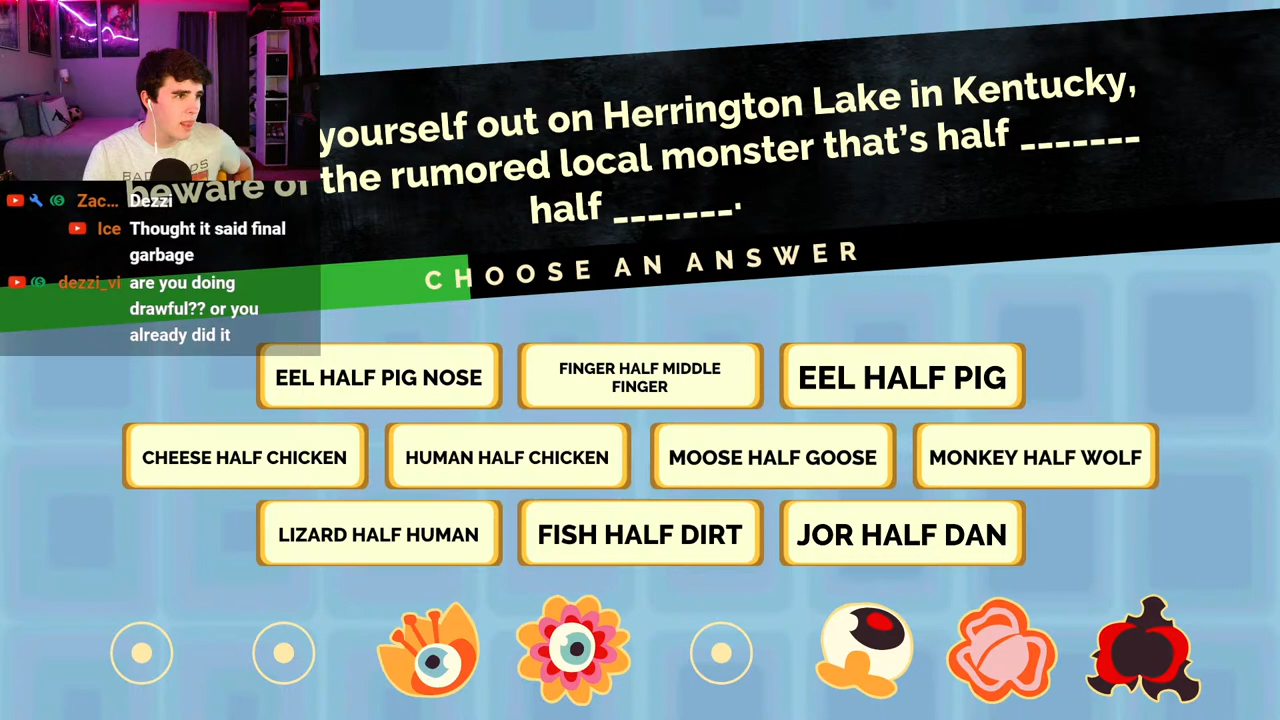 yourself out on Herrington Lake in Kentucky,
beware of the rumored local monster that's half _______
half _______.
CHOOSE AN ANSWER
Zac... Dezzi
Ice Thought it said final
garbage
dezzi_vi are you doing
drawful?? or you
already did it
EEL HALF PIG NOSE
FINGER HALF MIDDLE
FINGER
EEL HALF PIG
CHEESE HALF CHICKEN
HUMAN HALF CHICKEN
MOOSE HALF GOOSE
MONKEY HALF WOLF
LIZARD HALF HUMAN
FISH HALF DIRT
JOR HALF DAN